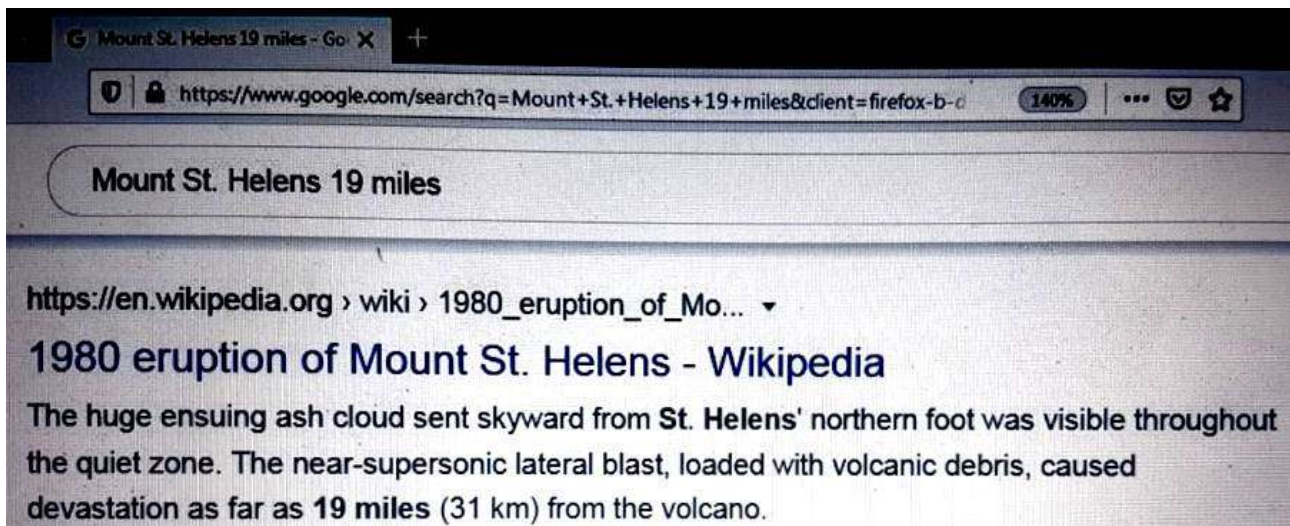 G Mount St. Helens 19 miles - Go
https://www.google.com/search?q=Mount+St.+Helens+19+miles&client=firefox-b-d 140%
Mount St. Helens 19 miles
https://en.wikipedia.org › wiki › 1980_eruption_of_Mo...
1980 eruption of Mount St. Helens - Wikipedia
The huge ensuing ash cloud sent skyward from St. Helens' northern foot was visible throughout
the quiet zone. The near-supersonic lateral blast, loaded with volcanic debris, caused
devastation as far as 19 miles (31 km) from the volcano.